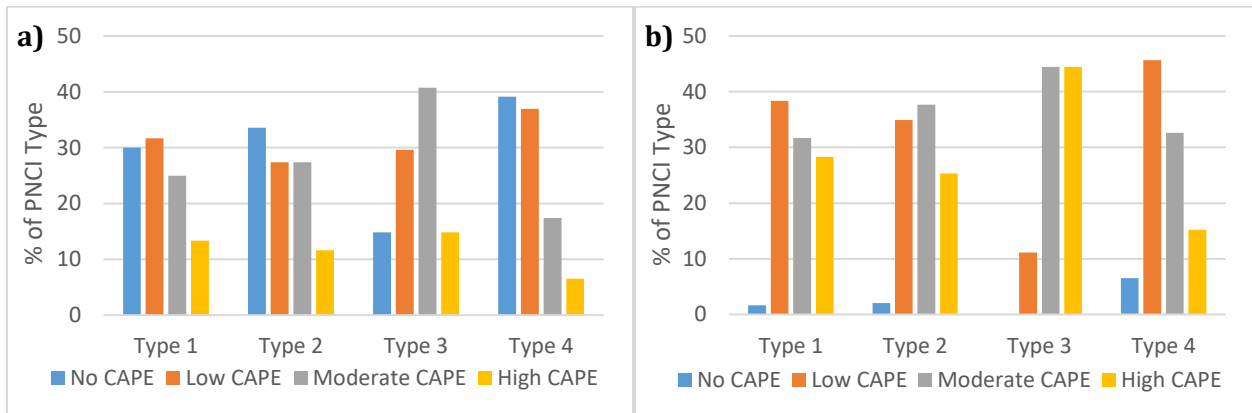 a)
50
40
30
20
10
0
% of PNCI Type
Type 1 Type 2 Type 3 Type 4
No CAPE Low CAPE Moderate CAPE High CAPE
b)
50
40
30
20
10
0
% of PNCI Type
Type 1 Type 2 Type 3 Type 4
No CAPE Low CAPE Moderate CAPE High CAPE